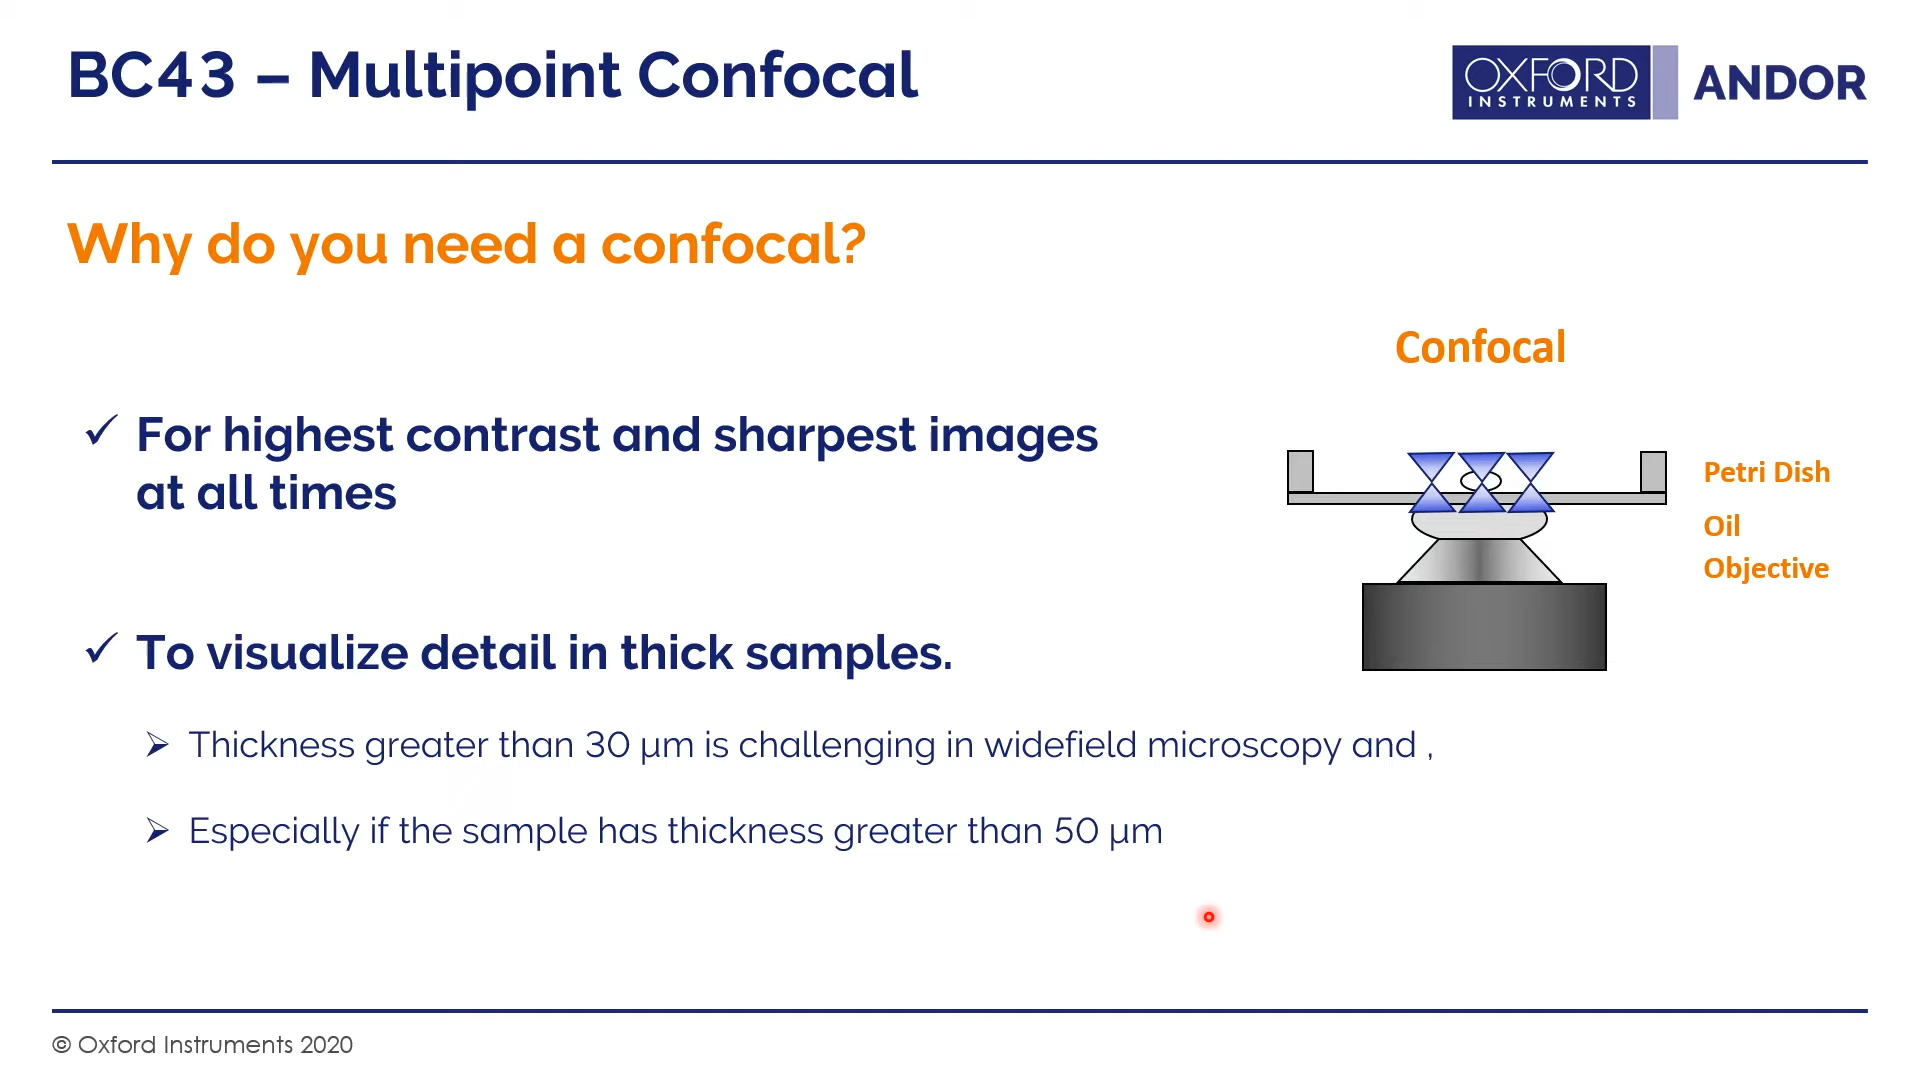 BC43 – Multipoint Confocal
OXFORD
INSTRUMENTS
ANDOR
Why do you need a confocal?
Confocal
✓ For highest contrast and sharpest images
at all times
Petri Dish
Oil
Objective
✓ To visualize detail in thick samples.
➢ Thickness greater than 30 µm is challenging in widefield microscopy and ,
➢ Especially if the sample has thickness greater than 50 µm
© Oxford Instruments 2020